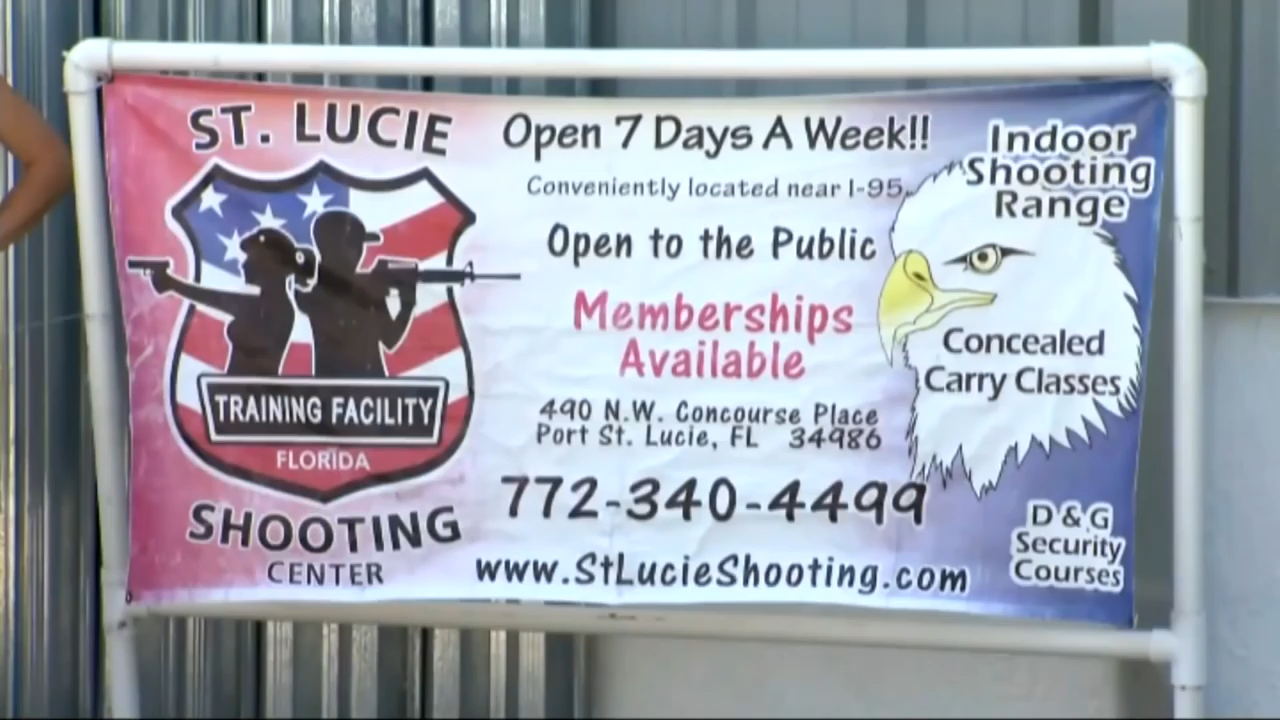 ST. LUCIE
TRAINING FACILITY
FLORIDA
SHOOTING
CENTER
Open 7 Days A Week!!
Conveniently located near I-95.
Open to the Public
Memberships
Available
490 N.W. Concourse Place
Port St. Lucie, FL 34986
772-340-4499
www.StLucieShooting.com
Indoor
Shooting
Range
Concealed
Carry Classes
D & G
Security
Courses